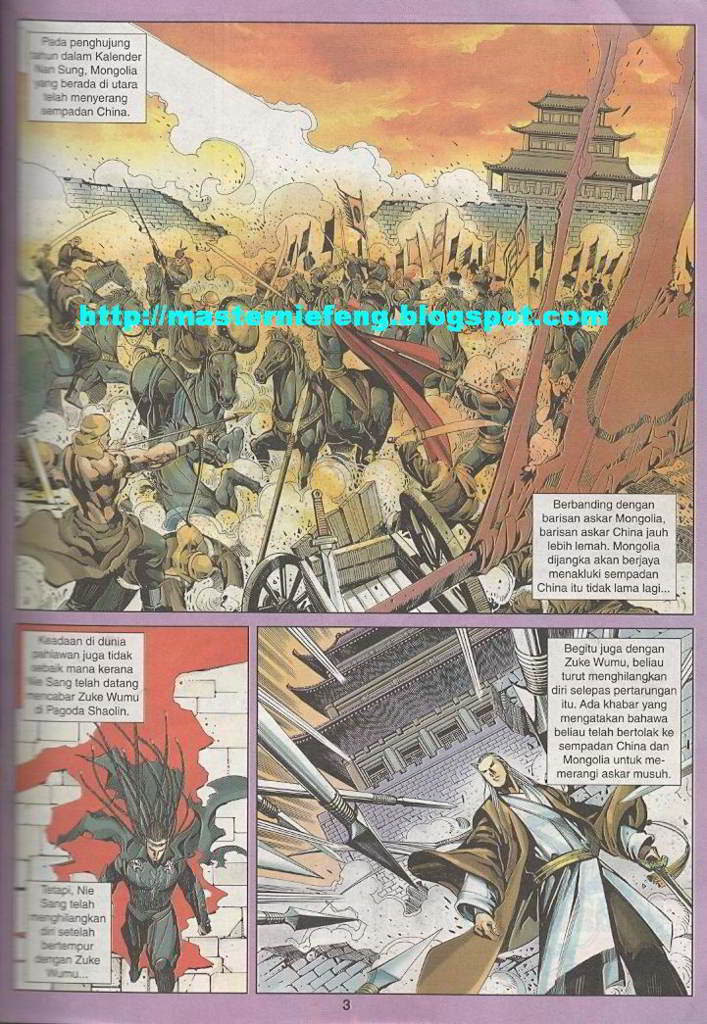 Pada penghujung
tahun dalam Kalender
Nan Sung, Mongolia
yang berada di utara
telah menyerang
sempadan China.
http://masterniefeng.blogspot.com
Berbanding dengan
barisan askar Mongolia,
barisan askar China jauh
lebih lemah. Mongolia
dijangka akan berjaya
menakluki sempadan
China itu tidak lama lagi...
Keadaan di dunia
pahlawan juga tidak
sebaik mana kerana
Nie Sang telah datang
mencabar Zuke Wumu
di Pagoda Shaolin.
Tetapi, Nie
Sang telah
menghilangkan
diri setelah
bertempur
dengan Zuke
Wumu...
Begitu juga dengan
Zuke Wumu, beliau
turut menghilangkan
diri selepas pertarungan
itu. Ada khabar yang
mengatakan bahawa
beliau telah bertolak ke
sempadan China dan
Mongolia untuk me-
merangi askar musuh.
3